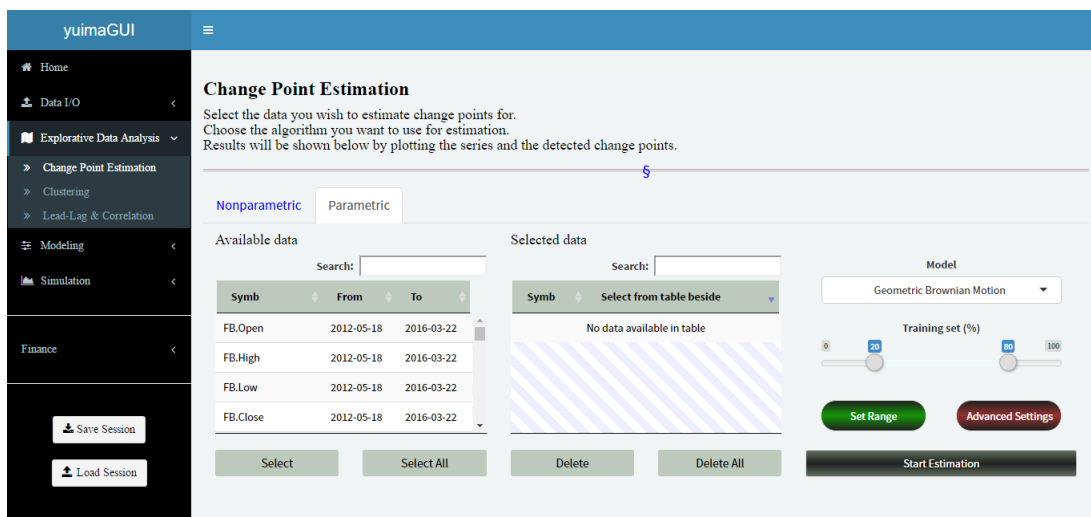 yuimaGUI
Home
Data I/O
Explorative Data Analysis
Change Point Estimation
Clustering
Lead-Lag & Correlation
Modeling
Simulation
Finance
Save Session
Load Session
Change Point Estimation
Select the data you wish to estimate change points for.
Choose the algorithm you want to use for estimation.
Results will be shown below by plotting the series and the detected change points.
§
Nonparametric Parametric
Available data
Search:
Symb From To
FB.Open 2012-05-18 2016-03-22
FB.High 2012-05-18 2016-03-22
FB.Low 2012-05-18 2016-03-22
FB.Close 2012-05-18 2016-03-22
Select Select All
Selected data
Search:
Symb Select from table beside
No data available in table
Delete Delete All
Model
Geometric Brownian Motion
Training set (%)
0 20 80 100
Set Range Advanced Settings
Start Estimation